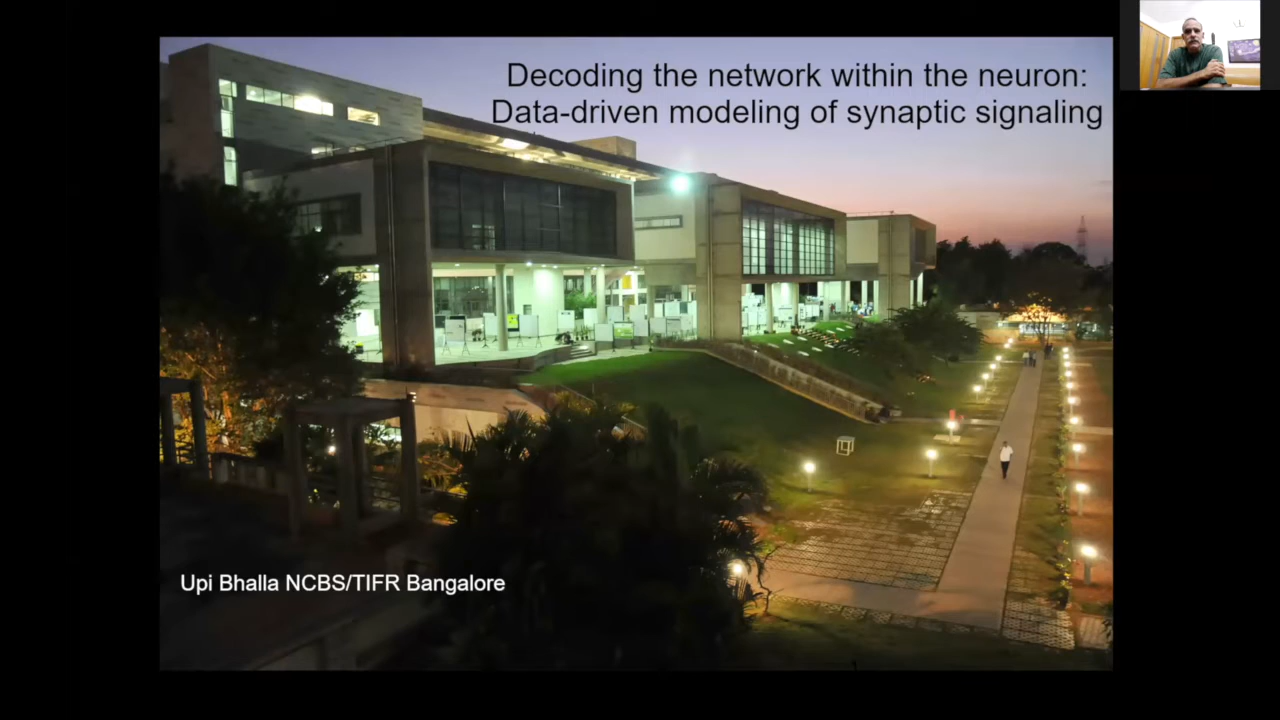 Decoding the network within the neuron:
Data-driven modeling of synaptic signaling
Upi Bhalla NCBS/TIFR Bangalore